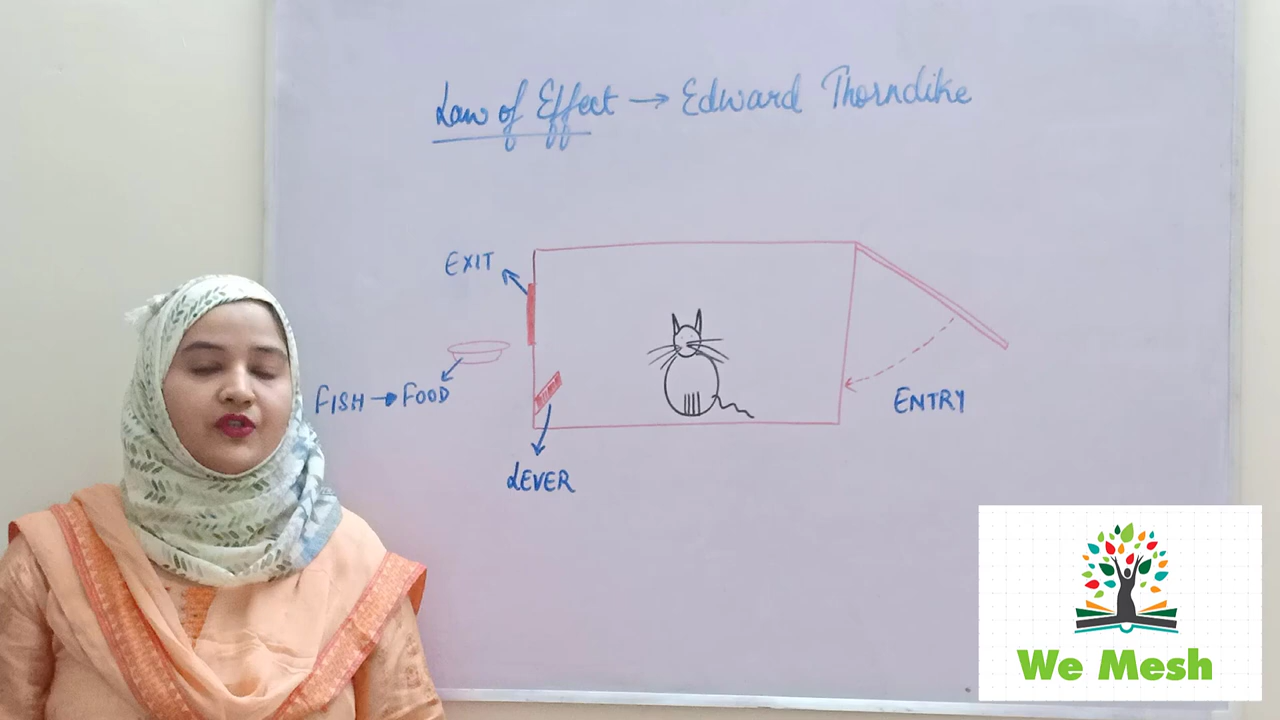 Law of Effect → Edward Thorndike
EXIT
FISH → FOOD
ENTRY
LEVER
We Mesh